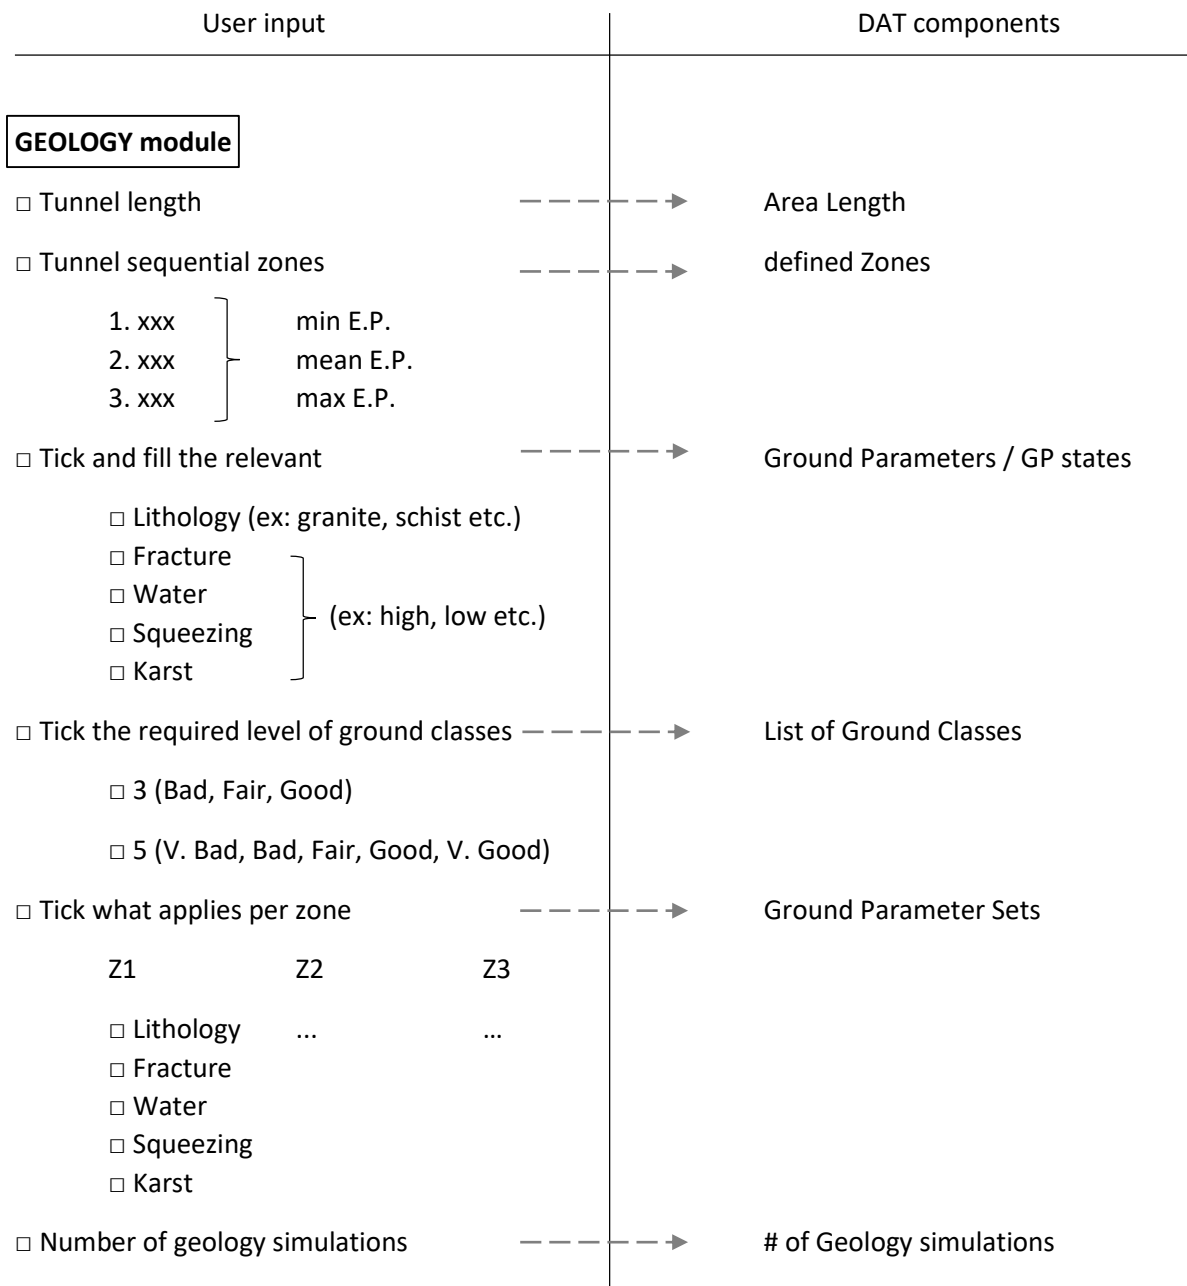 User input DAT components
GEOLOGY module
□ Tunnel length Area Length
□ Tunnel sequential zones defined Zones
1. xxx min E.P.
2. xxx mean E.P.
3. xxx max E.P.
□ Tick and fill the relevant Ground Parameters / GP states
□ Lithology (ex: granite, schist etc.)
□ Fracture
□ Water
(ex: high, low etc.)
□ Squeezing
□ Karst
□ Tick the required level of ground classes List of Ground Classes
□ 3 (Bad, Fair, Good)
□ 5 (V. Bad, Bad, Fair, Good, V. Good)
□ Tick what applies per zone Ground Parameter Sets
Z1 Z2 Z3
□ Lithology ... ...
□ Fracture
□ Water
□ Squeezing
□ Karst
□ Number of geology simulations # of Geology simulations